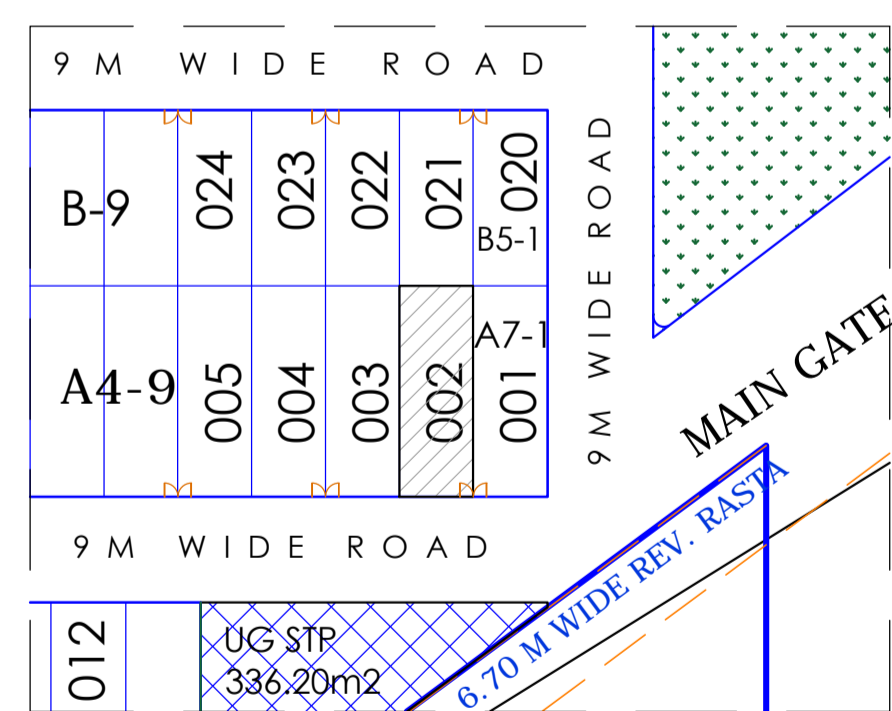 9 M WIDE ROAD
B-9
024
023
022
021
020
B5-1
9M WIDE ROAD
A4-9
005
004
003
002
A7-1
001
MAIN GATE
9 M WIDE ROAD
6.70 M WIDE REV. RASTA
012
UG STP
336.20m2